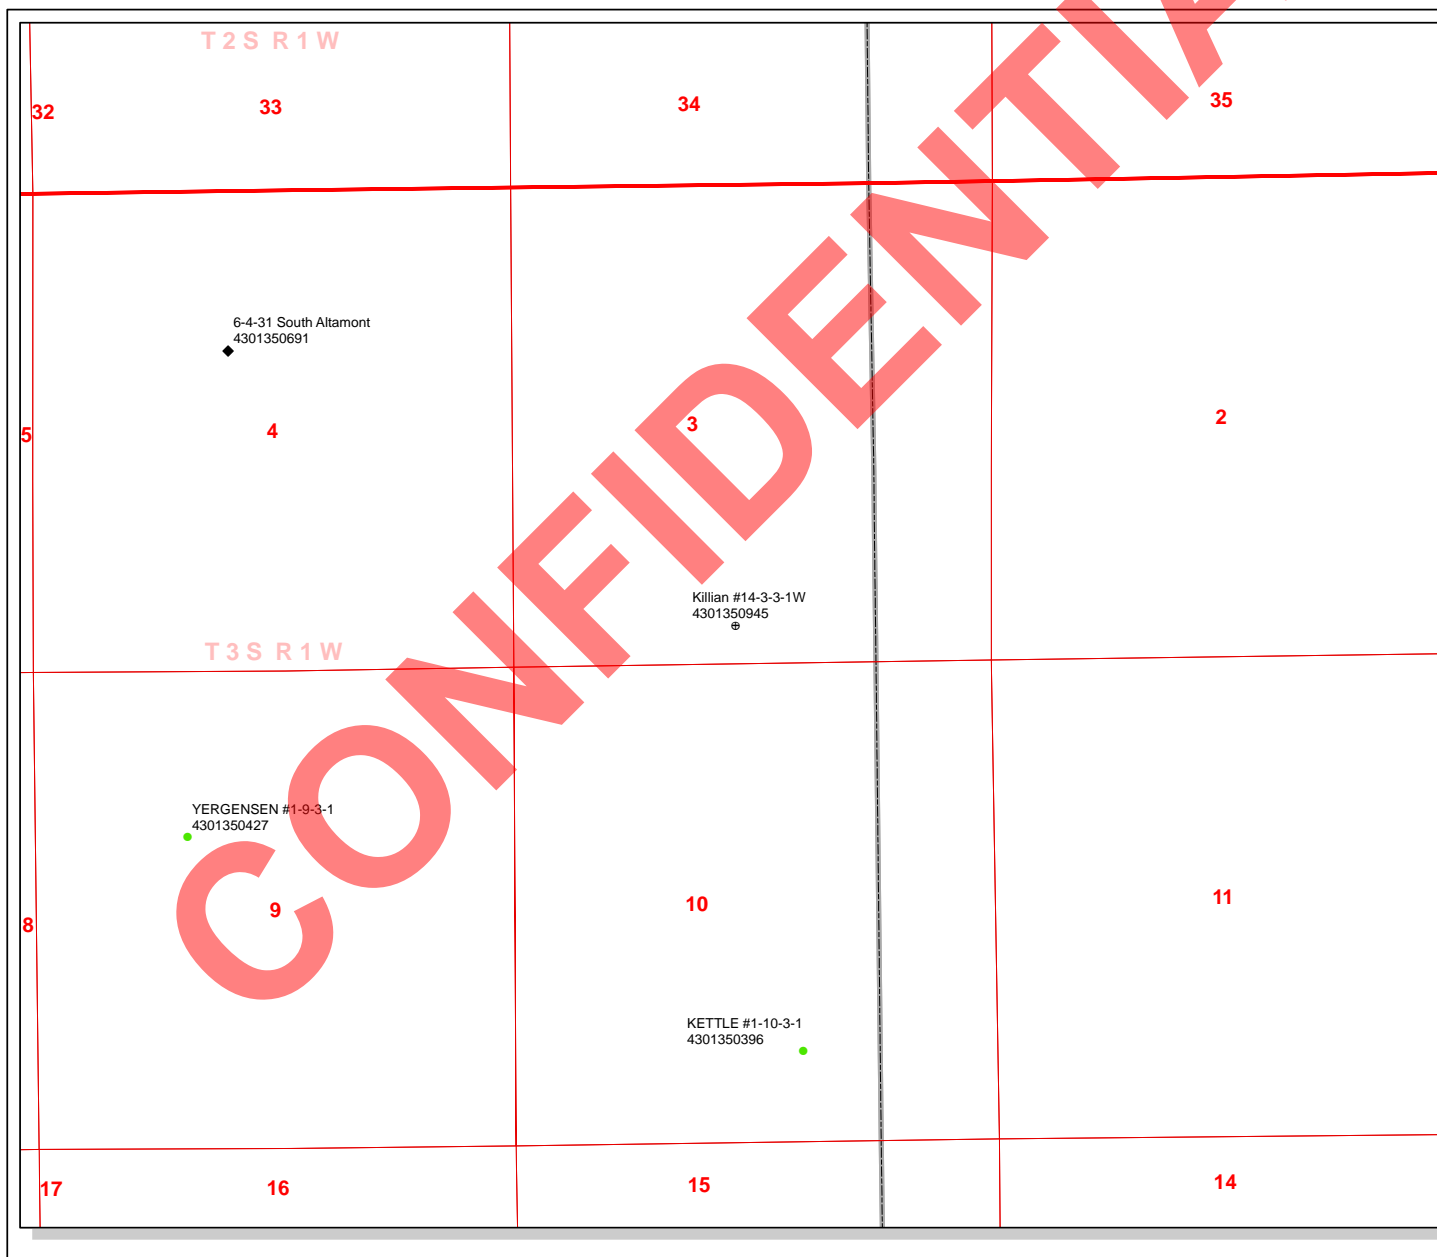 T 2 S R 1 W
32
33
34
35
6-4-31 South Altamont
4301350691
5
4
3
2
Killian #14-3-3-1W
4301350945
T 3 S R 1 W
YERGENSEN #1-9-3-1
4301350427
8
9
10
11
KETTLE #1-10-3-1
4301350396
17
16
15
14
CONFIDENTIA